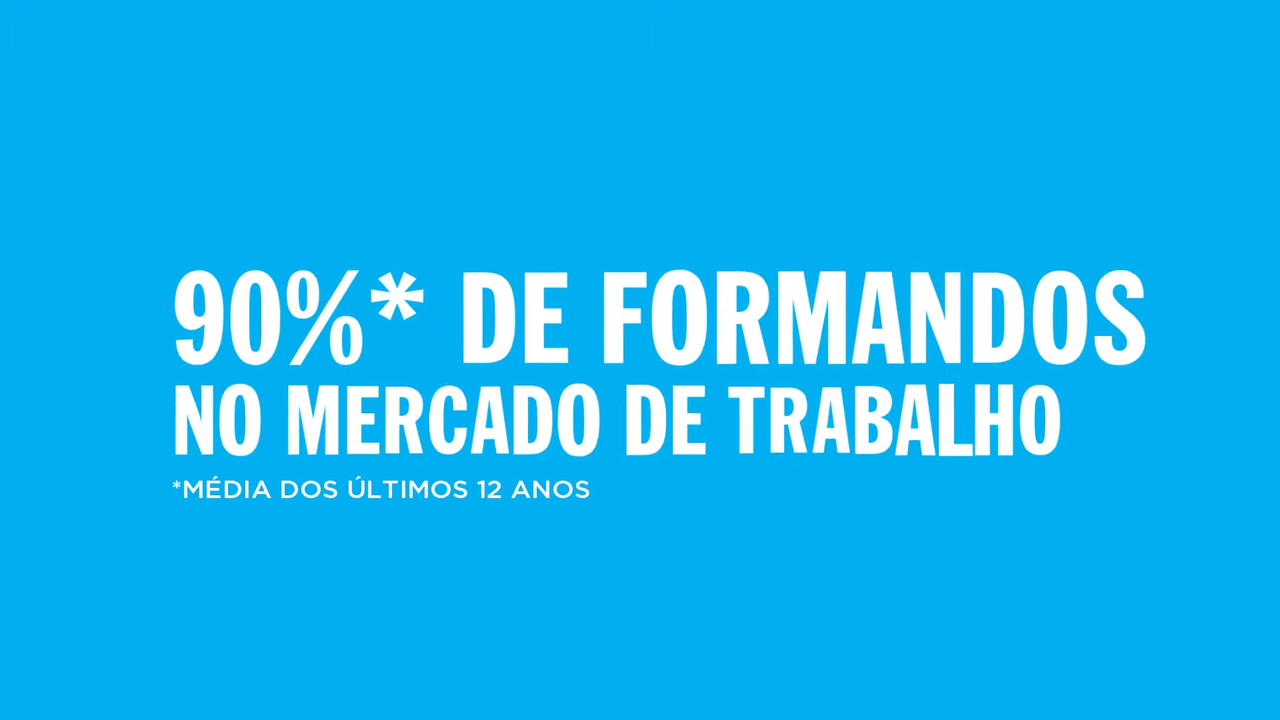 90%* DE FORMANDOS
NO MERCADO DE TRABALHO
*MÉDIA DOS ÚLTIMOS 12 ANOS